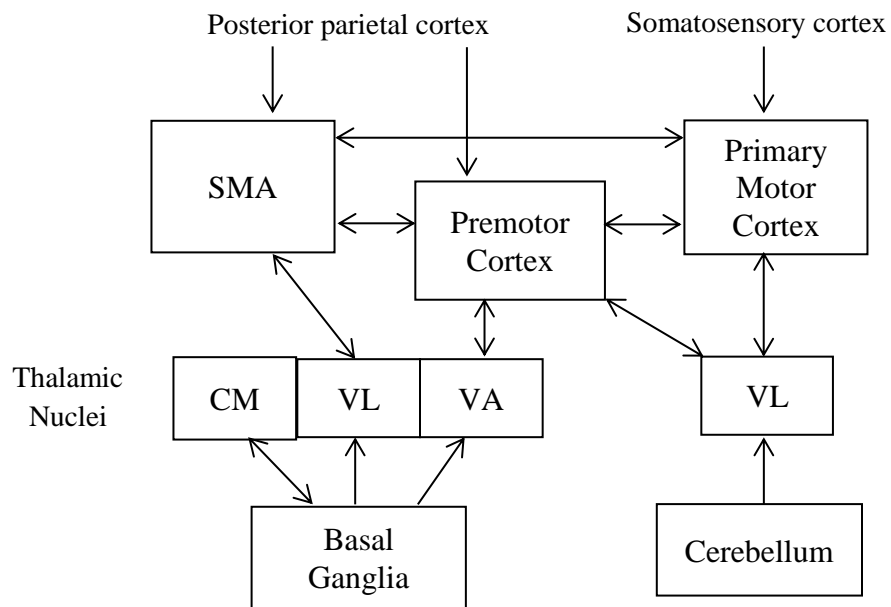 Posterior parietal cortex
Somatosensory cortex
SMA
Premotor
Cortex
Primary
Motor
Cortex
Thalamic
Nuclei
CM
VL
VA
VL
Basal
Ganglia
Cerebellum